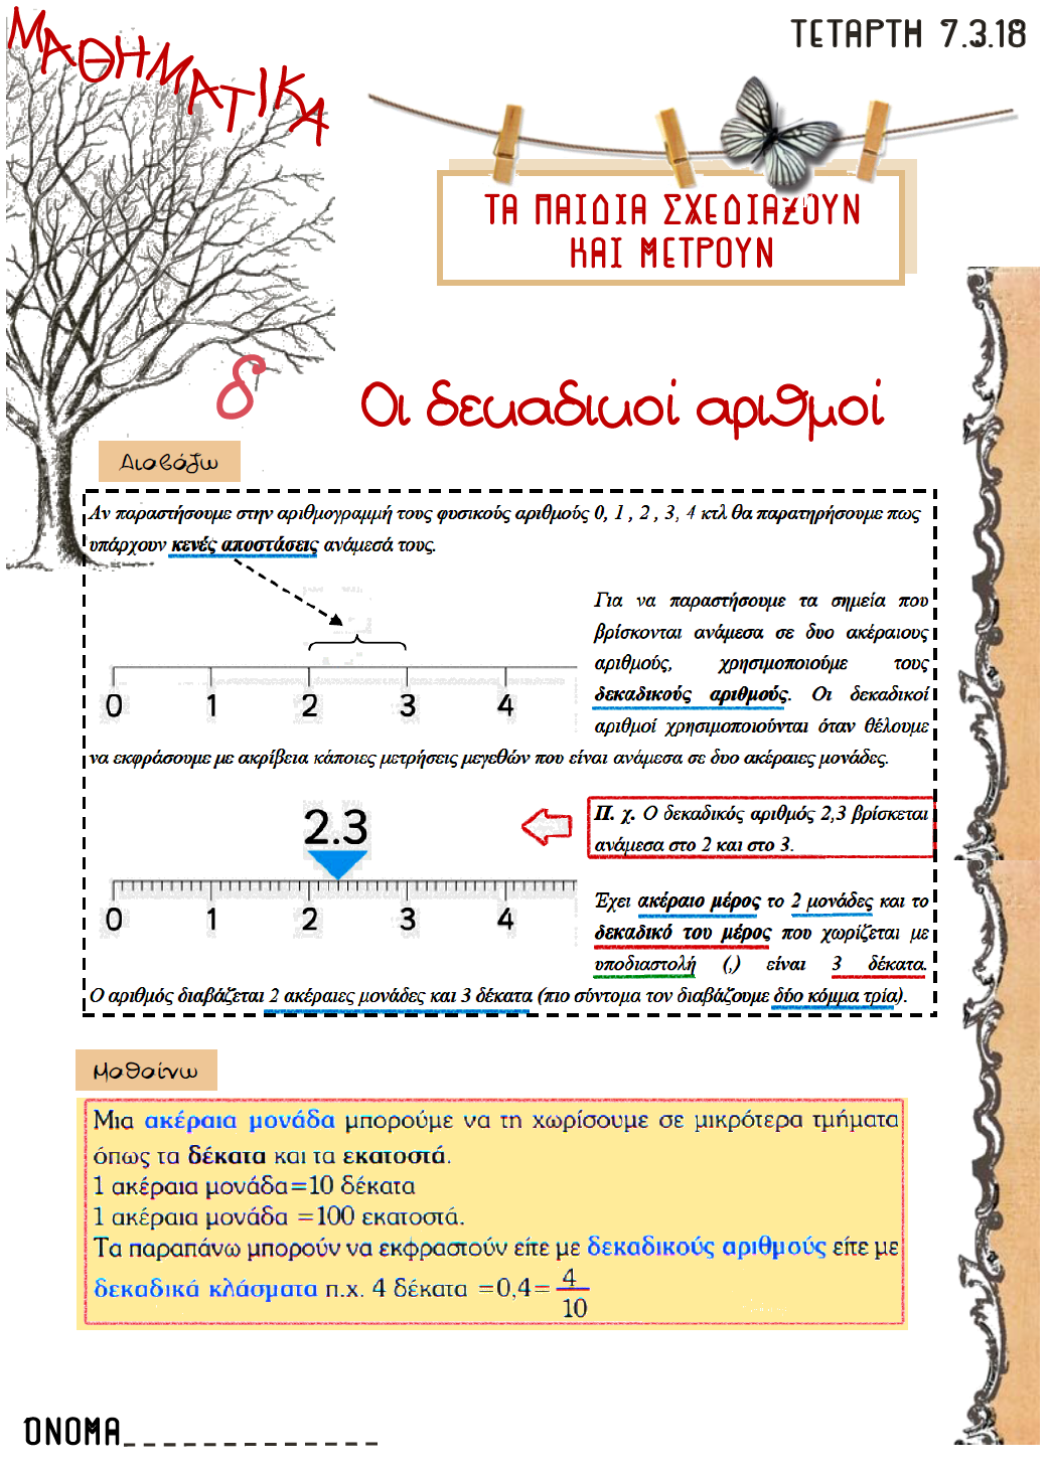 ΜΑΘΗΜΑΤΙΚΑ
ΤΕΤΑΡΤΗ 7.3.18
ΤΑ ΠΑΙΔΙΑ ΣΧΕΔΙΑΖΟΥΝ
ΚΑΙ ΜΕΤΡΟΥΝ
δ
Οι δεκαδικοί αριθμοί
Διαβάζω
Αν παραστήσουμε στην αριθμογραμμή τους φυσικούς αριθμούς 0, 1 , 2 , 3, 4 κτλ θα παρατηρήσουμε πως
υπάρχουν κενές αποστάσεις ανάμεσά τους.
Για να παραστήσουμε τα σημεία που
βρίσκονται ανάμεσα σε δυο ακέραιους
αριθμούς, χρησιμοποιούμε τους
δεκαδικούς αριθμούς. Οι δεκαδικοί
αριθμοί χρησιμοποιούνται όταν θέλουμε
0 1 2 3 4
να εκφράσουμε με ακρίβεια κάποιες μετρήσεις μεγεθών που είναι ανάμεσα σε δυο ακέραιες μονάδες.
2.3
0 1 2 3 4
Π. χ. Ο δεκαδικός αριθμός 2,3 βρίσκεται
ανάμεσα στο 2 και στο 3.
Έχει ακέραιο μέρος το 2 μονάδες και το
δεκαδικό του μέρος που χωρίζεται με
υποδιαστολή (,) είναι 3 δέκατα.
Ο αριθμός διαβάζεται 2 ακέραιες μονάδες και 3 δέκατα (πιο σύντομα τον διαβάζουμε δύο κόμμα τρία).
Μαθαίνω
Μια ακέραια μονάδα μπορούμε να τη χωρίσουμε σε μικρότερα τμήματα
όπως τα δέκατα και τα εκατοστά.
1 ακέραια μονάδα=10 δέκατα
1 ακέραια μονάδα =100 εκατοστά.
Τα παραπάνω μπορούν να εκφραστούν είτε με δεκαδικούς αριθμούς είτε με
δεκαδικά κλάσματα π.χ. 4 δέκατα =0,4= 4/10
ΌΝΟΜΑ_______________